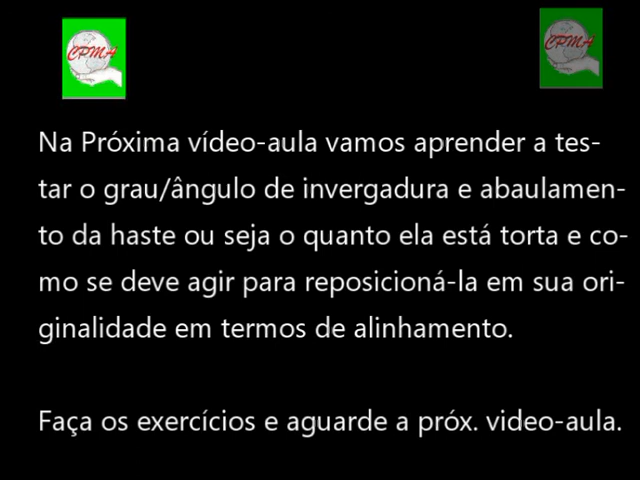 CPMA
CPMA
Na Próxima vídeo-aula vamos aprender a tes-
tar o grau/ângulo de invergadura e abaulamen-
to da haste ou seja o quanto ela está torta e co-
mo se deve agir para reposicioná-la em sua ori-
ginalidade em termos de alinhamento.
Faça os exercícios e aguarde a próx. video-aula.